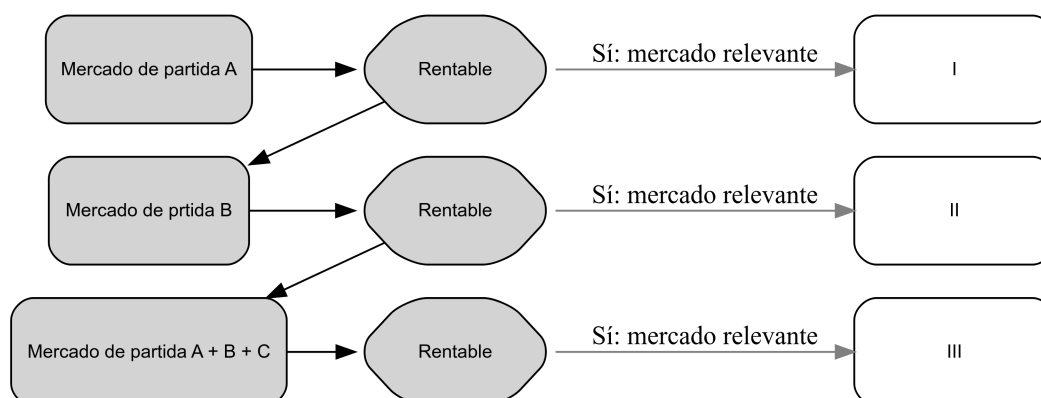 Mercado de partida A
Rentable
Sí: mercado relevante
I
Mercado de prtida B
Rentable
Sí: mercado relevante
II
Mercado de partida A + B + C
Rentable
Sí: mercado relevante
III